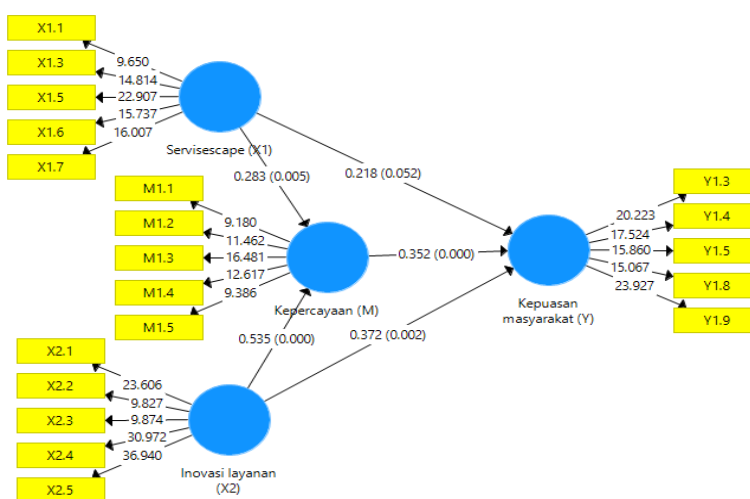 X1.1
X1.3
X1.5
X1.6
X1.7
9.650
14.814
22.907
15.737
16.007
Servisescape (X1)
0.283 (0.005)
0.218 (0.052)
M1.1
M1.2
M1.3
M1.4
M1.5
9.180
11.462
16.481
12.617
9.386
Kepercayaan (M)
0.352 (0.000)
0.535 (0.000)
0.372 (0.002)
Y1.3
Y1.4
Y1.5
Y1.8
Y1.9
20.223
17.524
15.860
15.067
23.927
Kepuasan
masyarakat (Y)
X2.1
X2.2
X2.3
X2.4
X2.5
23.606
9.827
9.874
30.972
36.940
Inovasi layanan
(X2)